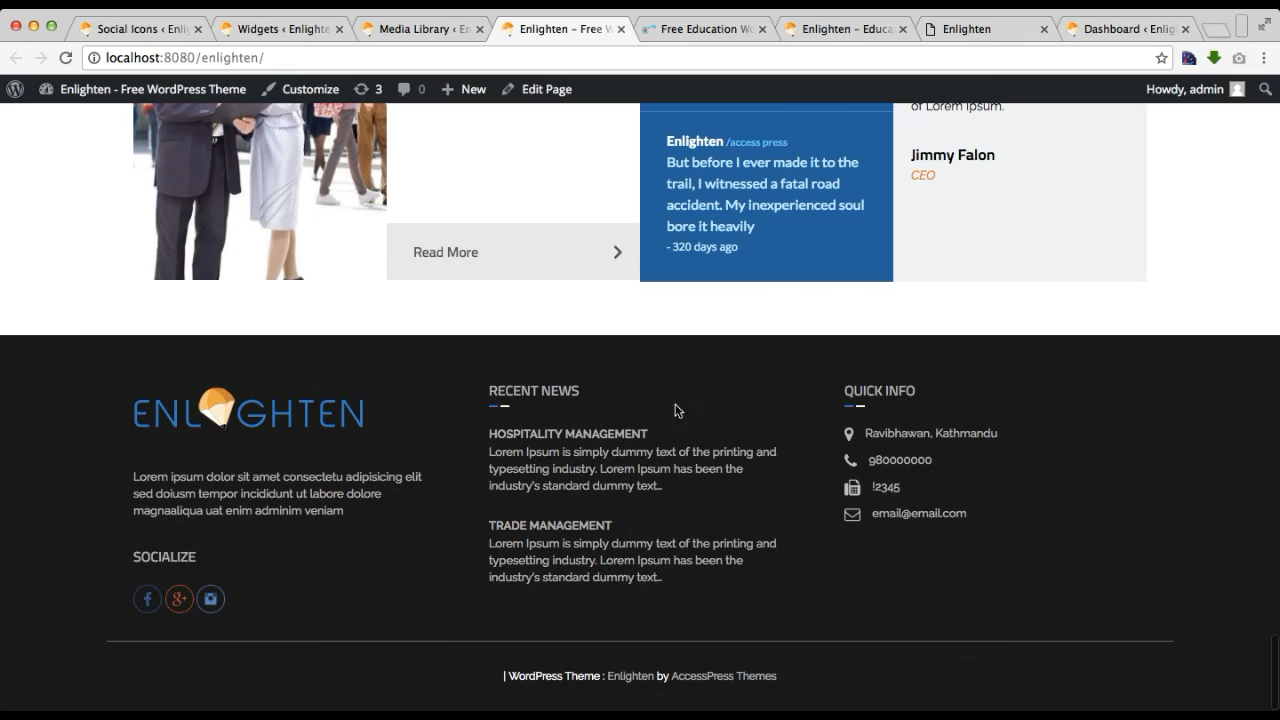 Social Icons ‹ Enli
Widgets ‹ Enlighte
Media Library ‹ En
Enlighten – Free W
Free Education Wo
Enlighten – Educa
Enlighten
Dashboard ‹ Enlig
localhost:8080/enlighten/
Enlighten - Free WordPress Theme
Customize
3
0
New
Edit Page
Howdy, admin
of Lorem Ipsum.
Enlighten /access press
But before I ever made it to the
trail, I witnessed a fatal road
accident. My inexperienced soul
bore it heavily
- 320 days ago
Jimmy Falon
CEO
Read More
ENLIGHTEN
Lorem ipsum dolor sit amet consectetu adipisicing elit
sed doiusm tempor incididunt ut labore dolore
magnaaliqua uat enim adminim veniam
SOCIALIZE
RECENT NEWS
HOSPITALITY MANAGEMENT
Lorem Ipsum is simply dummy text of the printing and
typesetting industry. Lorem Ipsum has been the
industry's standard dummy text...
TRADE MANAGEMENT
Lorem Ipsum is simply dummy text of the printing and
typesetting industry. Lorem Ipsum has been the
industry's standard dummy text...
QUICK INFO
Ravibhawan, Kathmandu
980000000
!2345
email@email.com
| WordPress Theme : Enlighten by AccessPress Themes